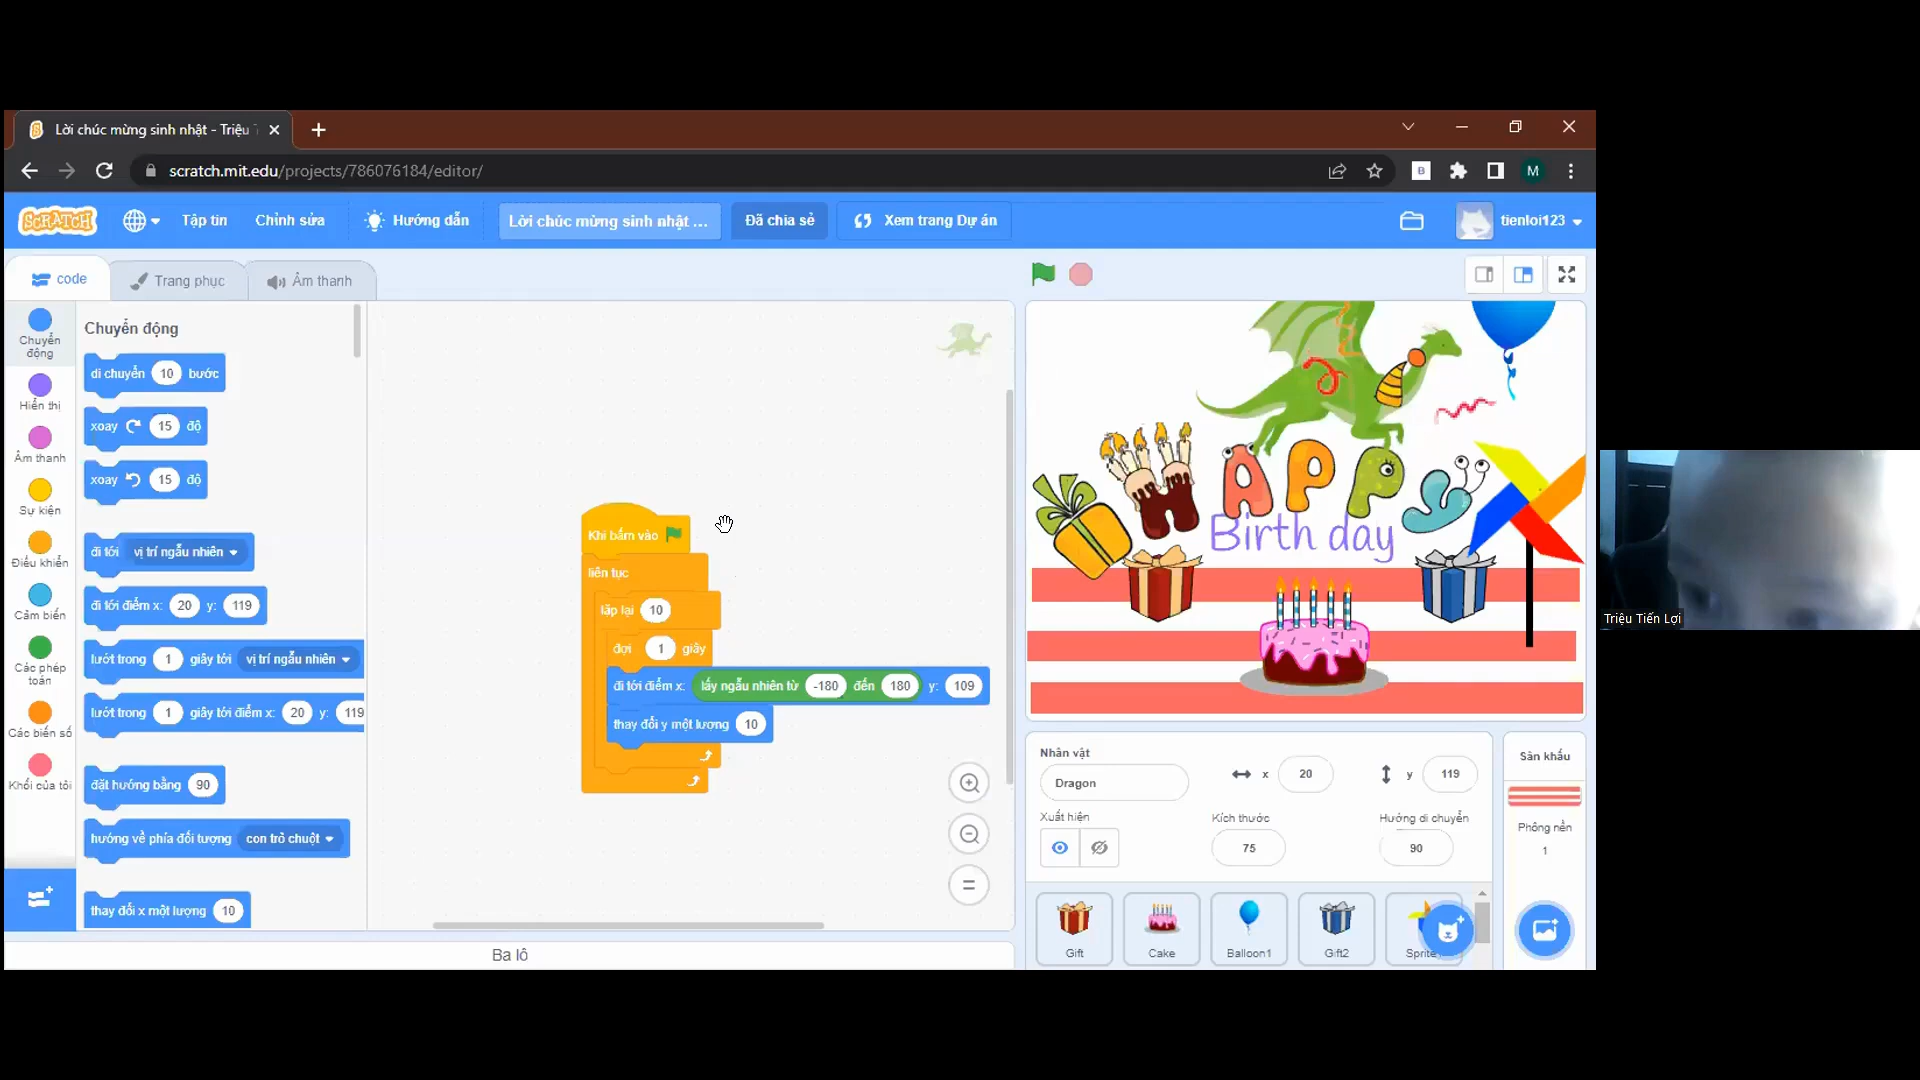 Lời chúc mừng sinh nhật - Triệu
scratch.mit.edu/projects/786076184/editor/
B
M
SCRATCH
Tập tin
Chỉnh sửa
Hướng dẫn
Lời chúc mừng sinh nhật ...
Đã chia sẻ
Xem trang Dự án
tienloi123
code
Trang phục
Âm thanh
Chuyển động
Hiển thị
Âm thanh
Sự kiện
Điều khiển
Cảm biến
Các phép toán
Các biến số
Khối của tôi
Chuyển động
di chuyển 10 bước
xoay 15 độ
xoay 15 độ
đi tới vị trí ngẫu nhiên
đi tới điểm x: 20 y: 119
lướt trong 1 giây tới vị trí ngẫu nhiên
lướt trong 1 giây tới điểm x: 20 y: 119
đặt hướng bằng 90
hướng về phía đối tượng con trỏ chuột
thay đổi x một lượng 10
Khi bấm vào
liên tục
lặp lại 10
đợi 1 giây
đi tới điểm x: lấy ngẫu nhiên từ -180 đến 180 y: 109
thay đổi y một lượng 10
Ba lô
HAPPY
Birth day
Nhân vật
Dragon
x 20
y 119
Xuất hiện
Kích thước
75
Hướng di chuyển
90
Gift
Cake
Balloon1
Gift2
Sprite
Sân khấu
Phông nền
1
Triệu Tiến Lợi